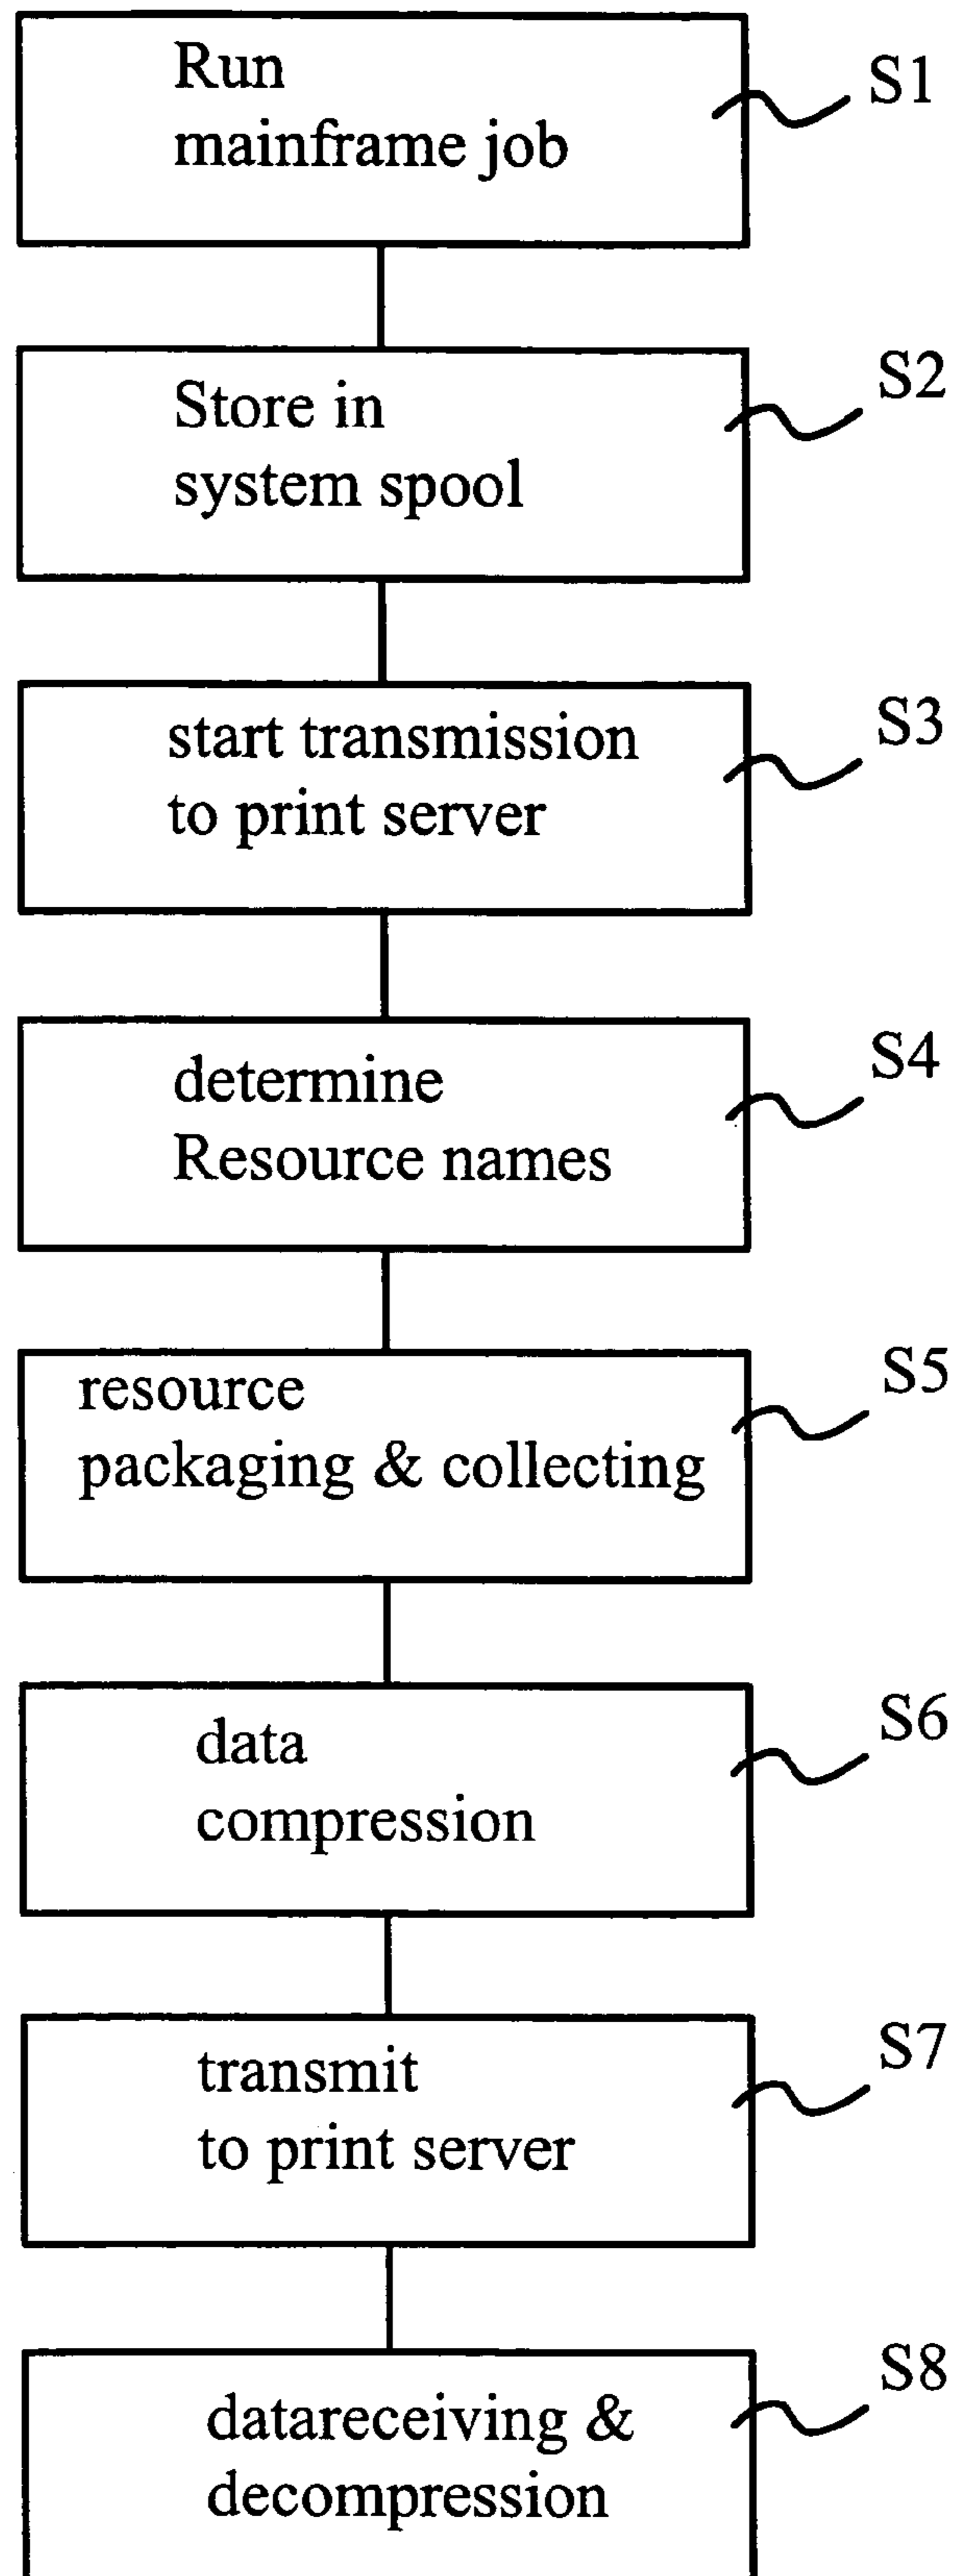 Run
mainframe job
S1
Store in
system spool
S2
start transmission
to print server
S3
determine
Resource names
S4
resource
packaging & collecting
S5
data
compression
S6
transmit
to print server
S7
datareceiving &
decompression
S8